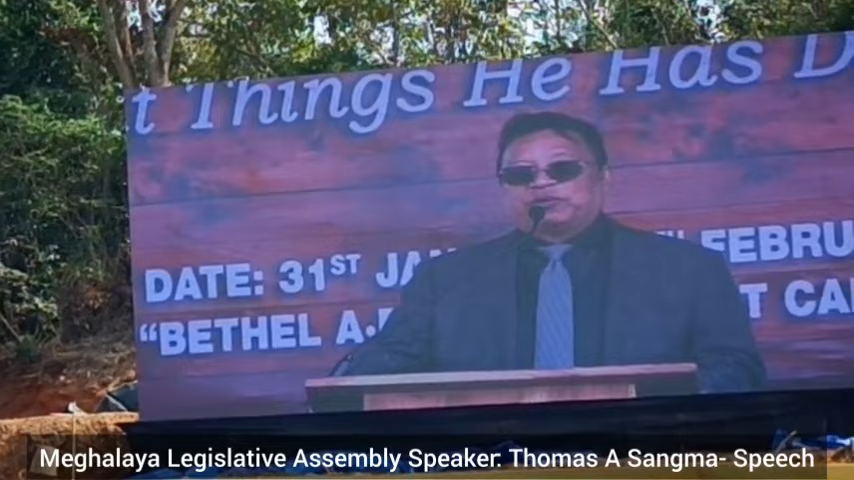 t Things He Has D
DATE: 31ST JAN FEBRU
"BETHEL A. T CA
Meghalaya Legislative Assembly Speaker: Thomas A Sangma- Speech